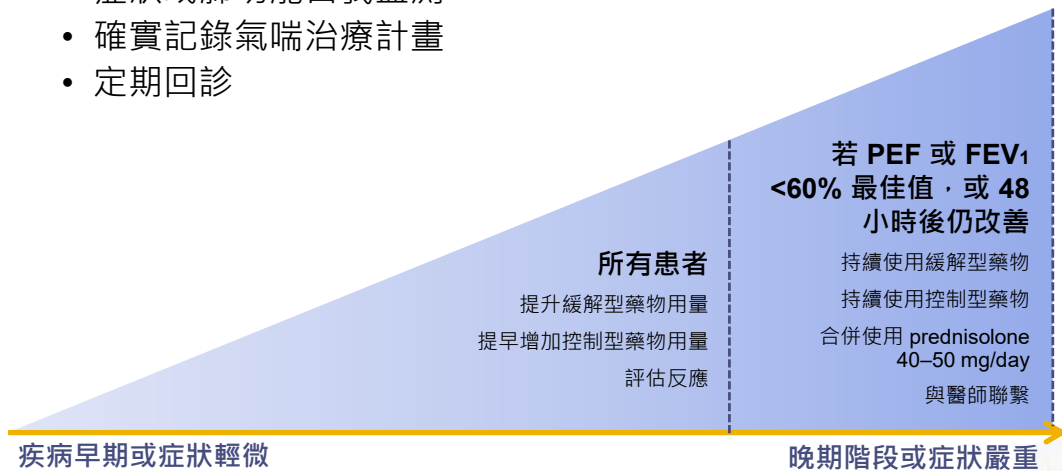 • 確實記錄氣喘治療計畫
• 定期回診
若 PEF 或 FEV₁
<60% 最佳值，或 48
小時後仍改善
所有患者
提升緩解型藥物用量
提早增加控制型藥物用量
評估反應
持續使用緩解型藥物
持續使用控制型藥物
合併使用 prednisolone
40–50 mg/day
與醫師聯繫
疾病早期或症狀輕微
晚期階段或症狀嚴重